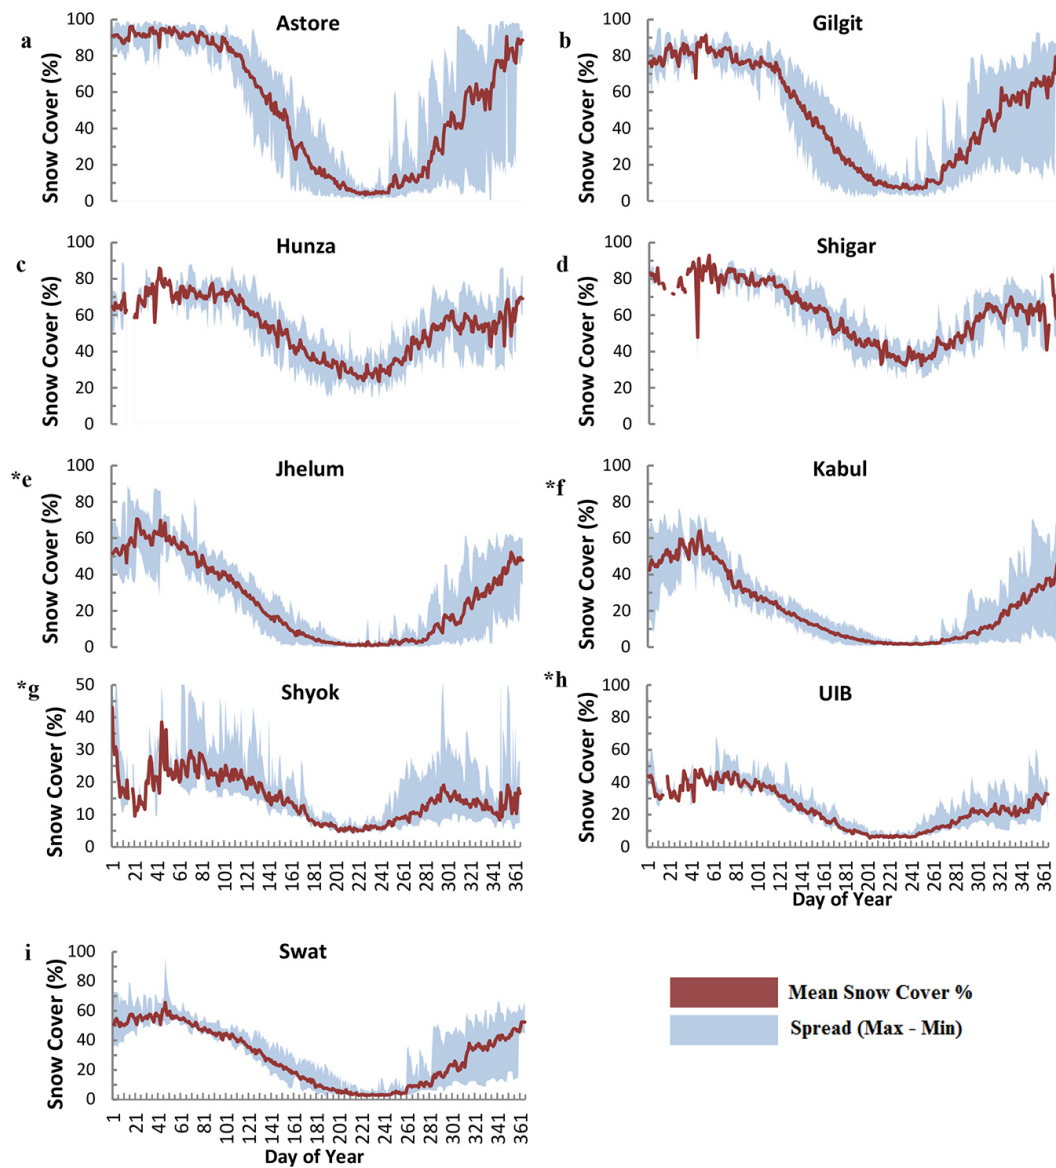 a
Astore
Snow Cover (%)
100
80
60
40
20
0
b
Gilgit
Snow Cover (%)
100
80
60
40
20
0
c
Hunza
Snow Cover (%)
100
80
60
40
20
0
d
Shigar
Snow Cover (%)
100
80
60
40
20
0
*e
Jhelum
Snow Cover (%)
100
80
60
40
20
0
*f
Kabul
Snow Cover (%)
100
80
60
40
20
0
*g
Shyok
Snow Cover (%)
50
40
30
20
10
0
1 21 41 61 81 101 121 141 161 181 201 221 241 261 281 301 321 341 361
*h
UIB
Snow Cover (%)
100
80
60
40
20
0
1 21 41 61 81 101 121 141 161 181 201 221 241 261 281 301 321 341 361
Day of Year
i
Swat
Snow Cover (%)
100
80
60
40
20
0
1 21 41 61 81 101 121 141 161 181 201 221 241 261 281 301 321 341 361
Day of Year
Mean Snow Cover %
Spread (Max - Min)